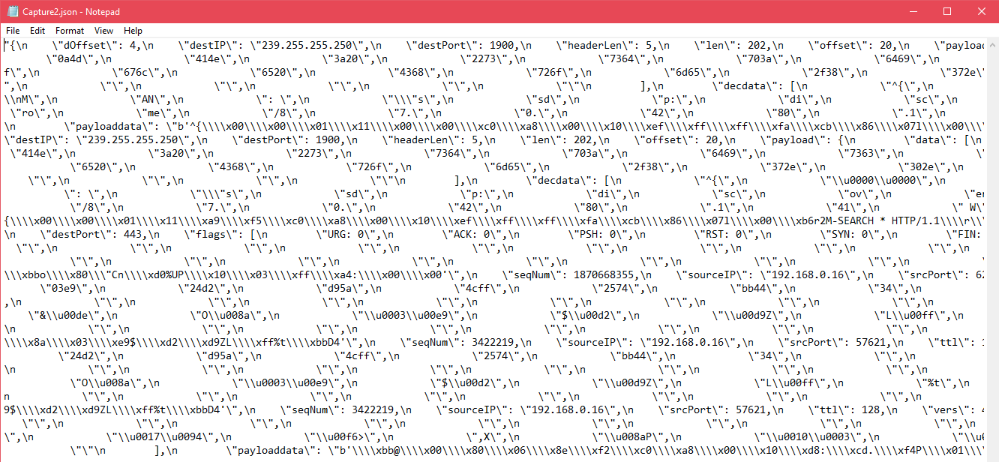 Capture2.json - Notepad
File Edit Format View Help
"{\n    \"dOffset\": 4,\n    \"destIP\": \"239.255.255.250\",\n    \"destPort\": 1900,\n    \"headerLen\": 5,\n    \"len\": 202,\n    \"offset\": 20,\n    \"payloa
\"0a4d\",\n            \"414e\",\n            \"3a20\",\n            \"2273\",\n            \"7364\",\n            \"703a\",\n            \"6469\",\n
f\",\n            \"676c\",\n            \"6520\",\n            \"4368\",\n            \"726f\",\n            \"6d65\",\n            \"2f38\",\n            \"372e\"
",\n            \"\",\n            \"\",\n            \"\",\n            \"\",\n            \"\"\n        ],\n        \"decdata\": [\n            \"^{\",\n
\\nM\",\n            \"AN\",\n            \": \",\n            \"\\\"s\",\n            \"sd\",\n            \"p:\",\n            \"di\",\n            \"sc\",\n
\"ro\",\n            \"me\",\n            \"/8\",\n            \"7.\",\n            \"0.\",\n            \"42\",\n            \"80\",\n            \".1\",\n
\n        \"payloaddata\": \"b'^{\\\\x00\\\\x00\\\\x01\\\\x11\\\\x00\\\\x00\\\\xc0\\\\xa8\\\\x00\\\\x10\\\\xef\\\\xff\\\\xff\\\\xfa\\\\xcb\\\\x86\\\\x07l\\\\x00\\\\
\"destIP\": \"239.255.255.250\",\n    \"destPort\": 1900,\n    \"headerLen\": 5,\n    \"len\": 202,\n    \"offset\": 20,\n    \"payload\": {\n        \"data\": [\n
\"414e\",\n            \"3a20\",\n            \"2273\",\n            \"7364\",\n            \"703a\",\n            \"6469\",\n            \"7363\",\n            \"
\"6520\",\n            \"4368\",\n            \"726f\",\n            \"6d65\",\n            \"2f38\",\n            \"372e\",\n            \"302e\",\n
\"\",\n            \"\",\n            \"\",\n            \"\"\n        ],\n        \"decdata\": [\n            \"^{\",\n            \"\\u0000\\u0000\",\n
\": \",\n            \"\\\"s\",\n            \"sd\",\n            \"p:\",\n            \"di\",\n            \"sc\",\n            \"ov\",\n            \"er
\"/8\",\n            \"7.\",\n            \"0.\",\n            \"42\",\n            \"80\",\n            \".1\",\n            \"41\",\n            \" W\"
{\\\\x00\\\\x00\\\\x01\\\\x11\\\\xa9\\\\xf5\\\\xc0\\\\xa8\\\\x00\\\\x10\\\\xef\\\\xff\\\\xff\\\\xfa\\\\xcb\\\\x86\\\\x07l\\\\x00\\\\xb6r2M-SEARCH * HTTP/1.1\\\\r\\
\n    \"destPort\": 443,\n    \"flags\": [\n        \"URG: 0\",\n        \"ACK: 0\",\n        \"PSH: 0\",\n        \"RST: 0\",\n        \"SYN: 0\",\n        \"FIN:
\"\",\n            \"\",\n            \"\",\n            \"\",\n            \"\",\n            \"\",\n            \"\",\n            \"\",\n            \"\",\n
\"\",\n            \"\",\n            \"\",\n            \"\",\n            \"\",\n            \"\",\n            \"\",\n            \"\",\n
\\\xbbo\\\\x80\\\"Cn\\\\xd0%UP\\\\x10\\\\x03\\\\xff\\\\xa4:\\\\x00\\\\x00'\",\n    \"seqNum\": 1870668355,\n    \"sourceIP\": \"192.168.0.16\",\n    \"srcPort\": 62
\"03e9\",\n            \"24d2\",\n            \"d95a\",\n            \"4cff\",\n            \"2574\",\n            \"bb44\",\n            \"34\",\n
,\n            \"\",\n            \"\",\n            \"\",\n            \"\",\n            \"\",\n            \"\",\n            \"\",\n            \"\",\n
\"&\\u00de\",\n            \"O\\u008a\",\n            \"\\u0003\\u00e9\",\n            \"$\\u00d2\",\n            \"\\u00d9Z\",\n            \"L\\u00ff\",\n
\n            \"\",\n            \"\",\n            \"\",\n            \"\",\n            \"\",\n            \"\",\n            \"\",\n            \"\",\n
\\\\x8a\\\\x03\\\\xe9$\\\\xd2\\\\xd9ZL\\\\xff%t\\\\xbbD4'\",\n    \"seqNum\": 3422219,\n    \"sourceIP\": \"192.168.0.16\",\n    \"srcPort\": 57621,\n    \"ttl\": 1
\"24d2\",\n            \"d95a\",\n            \"4cff\",\n            \"2574\",\n            \"bb44\",\n            \"34\",\n            \"\",\n
\n            \"\",\n            \"\",\n            \"\",\n            \"\",\n            \"\",\n            \"\",\n            \"\",\n            \"\",\n
\"O\\u008a\",\n            \"\\u0003\\u00e9\",\n            \"$\\u00d2\",\n            \"\\u00d9Z\",\n            \"L\\u00ff\",\n            \"%t\",\n
n            \"\",\n            \"\",\n            \"\",\n            \"\",\n            \"\",\n            \"\",\n            \"\",\n            \"\",\n
9$\\\\xd2\\\\xd9ZL\\\\xff%t\\\\xbbD4'\",\n    \"seqNum\": 3422219,\n    \"sourceIP\": \"192.168.0.16\",\n    \"srcPort\": 57621,\n    \"ttl\": 128,\n    \"vers\": 4
\"\",\n            \"\",\n            \"\",\n            \"\",\n            \"\",\n            \"\",\n            \"\",\n            \"\",\n            \"\",\n
\",\n            \"\\u0017\\u0094\",\n            \"\\u00f6>\",\n            \",X\",\n            \"\\u008aP\",\n            \"\\u0010\\u0003\",\n            \"\\u0
\"\"\n        ],\n        \"payloaddata\": \"b'\\\\xbb@\\\\x00\\\\x80\\\\x06\\\\x8e\\\\xf2\\\\xc0\\\\xa8\\\\x00\\\\x10\\\\xd8:\\\\xcd.\\\\xf4P\\\\x01\\\\